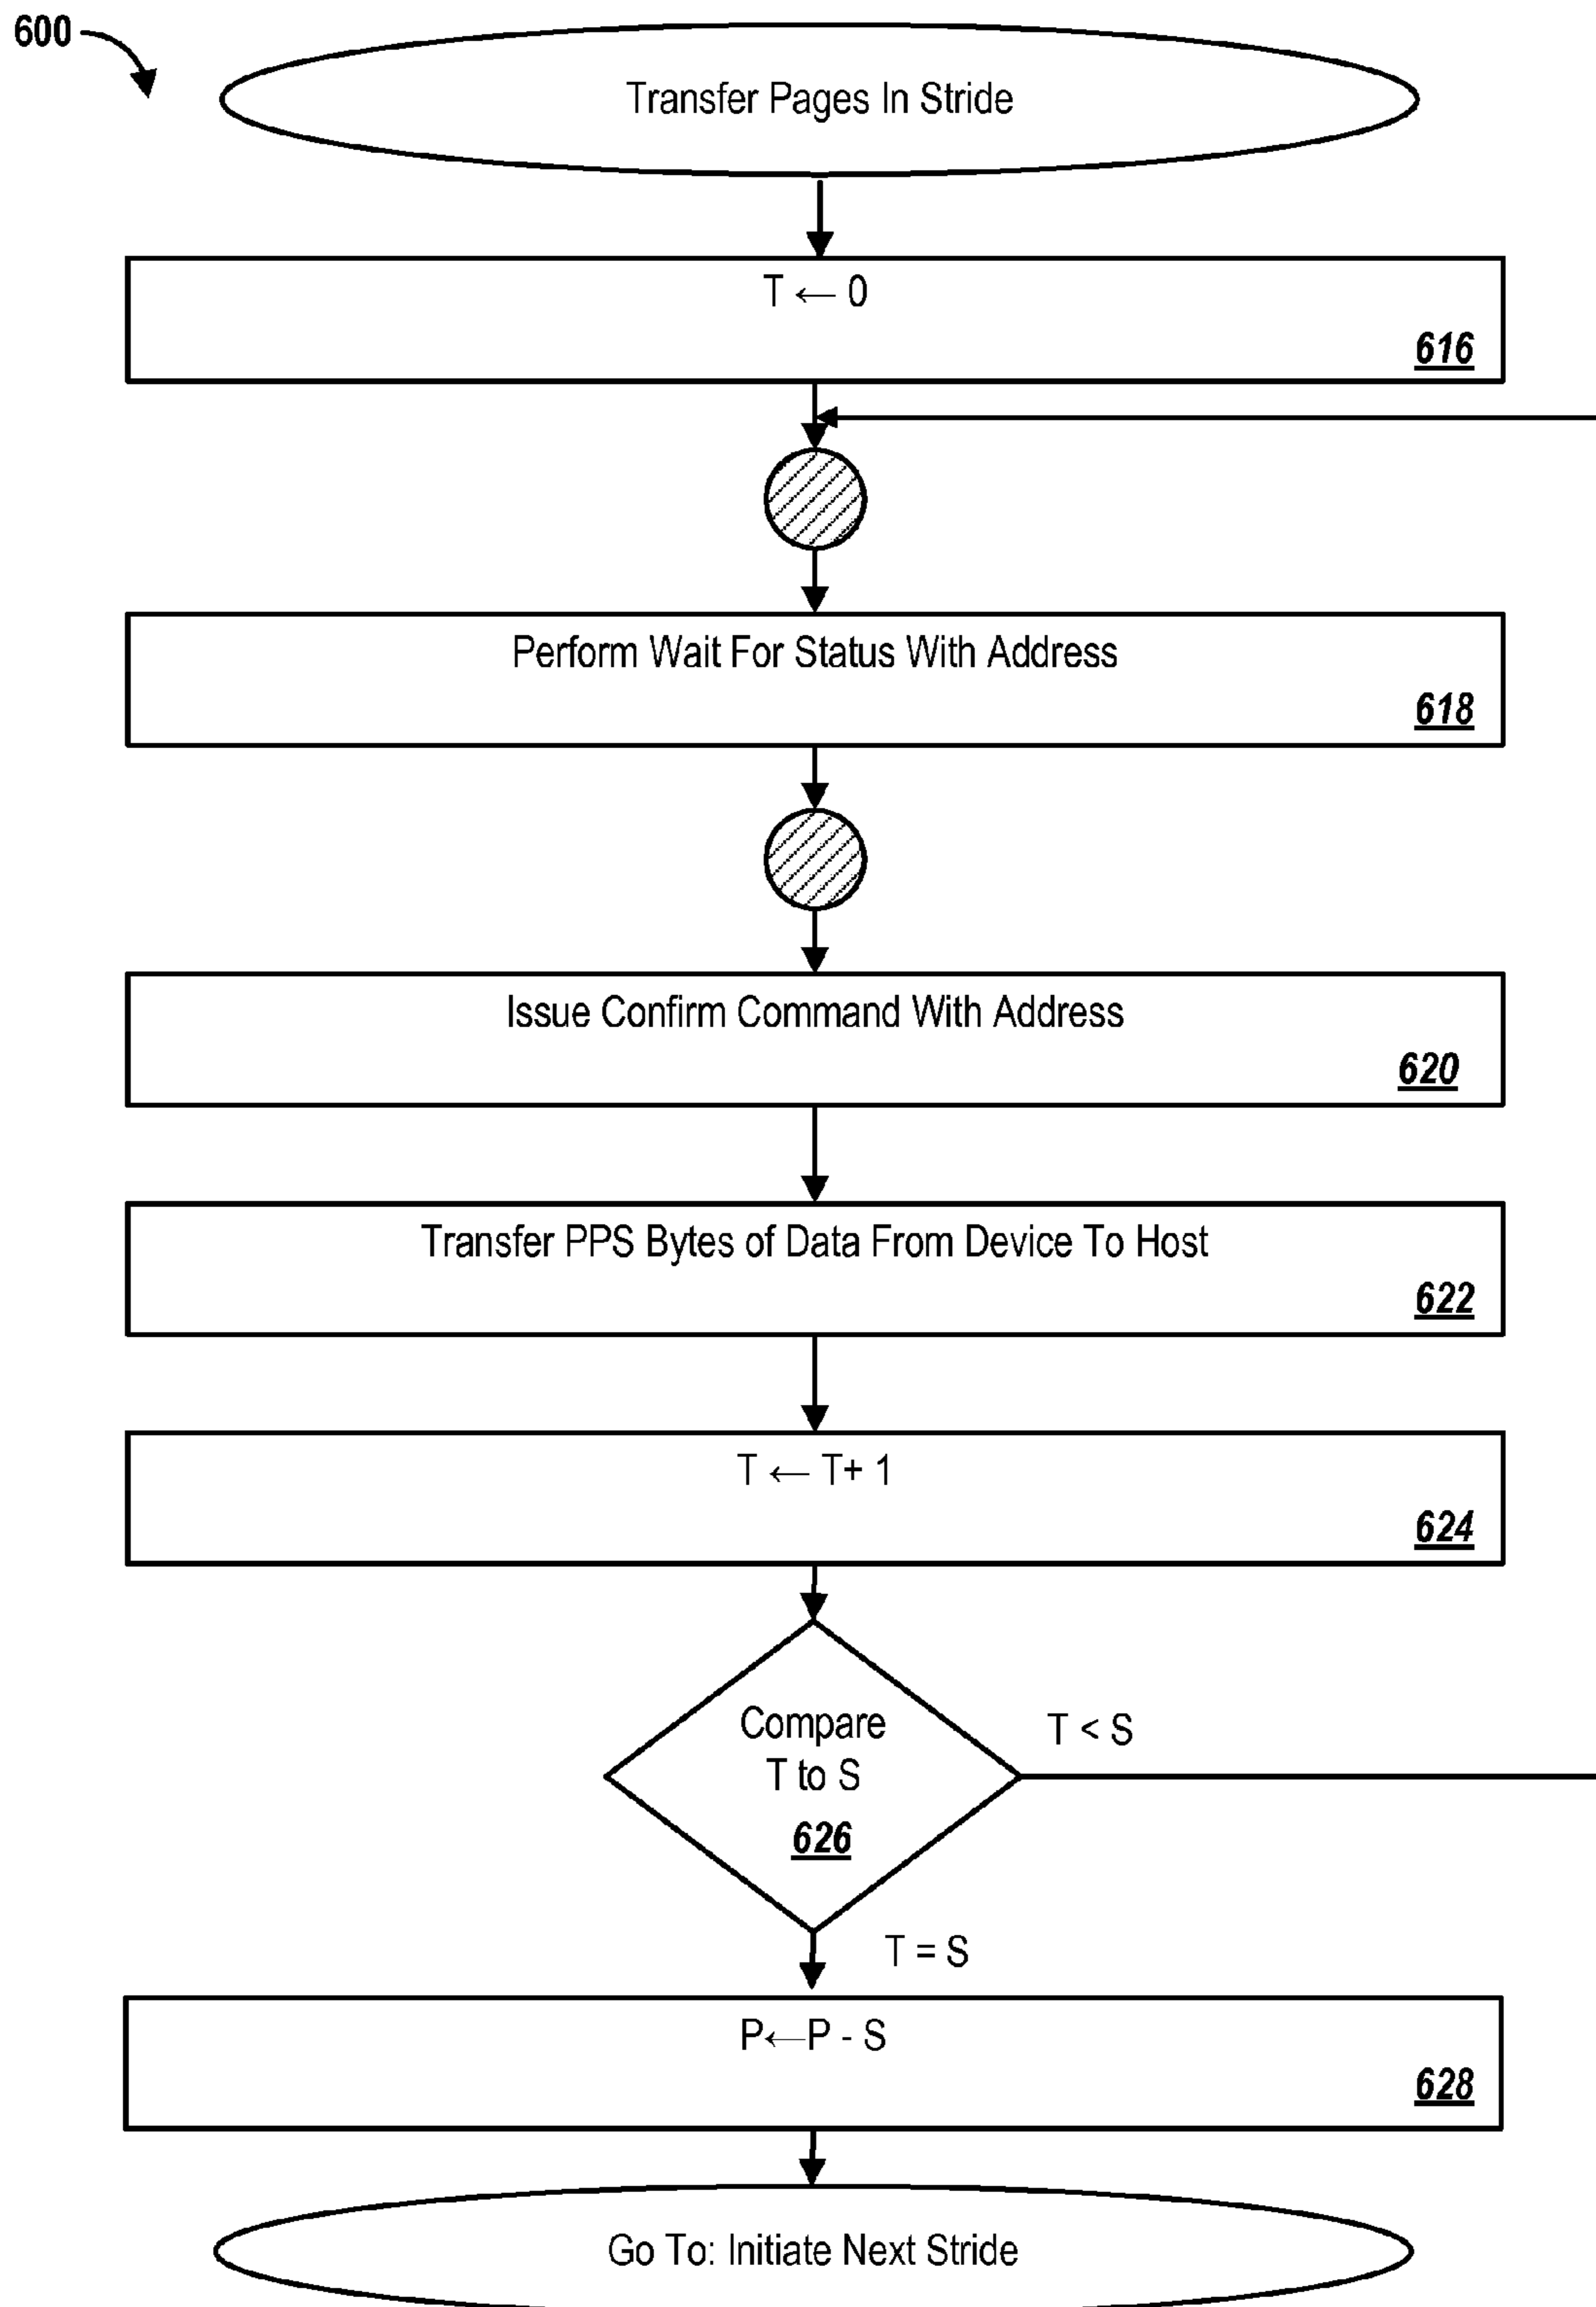 600
Transfer Pages In Stride
T ← 0
616
Perform Wait For Status With Address
618
Issue Confirm Command With Address
620
Transfer PPS Bytes of Data From Device To Host
622
T ← T+ 1
624
Compare
T to S
626
T < S
T = S
P←P - S
628
Go To: Initiate Next Stride